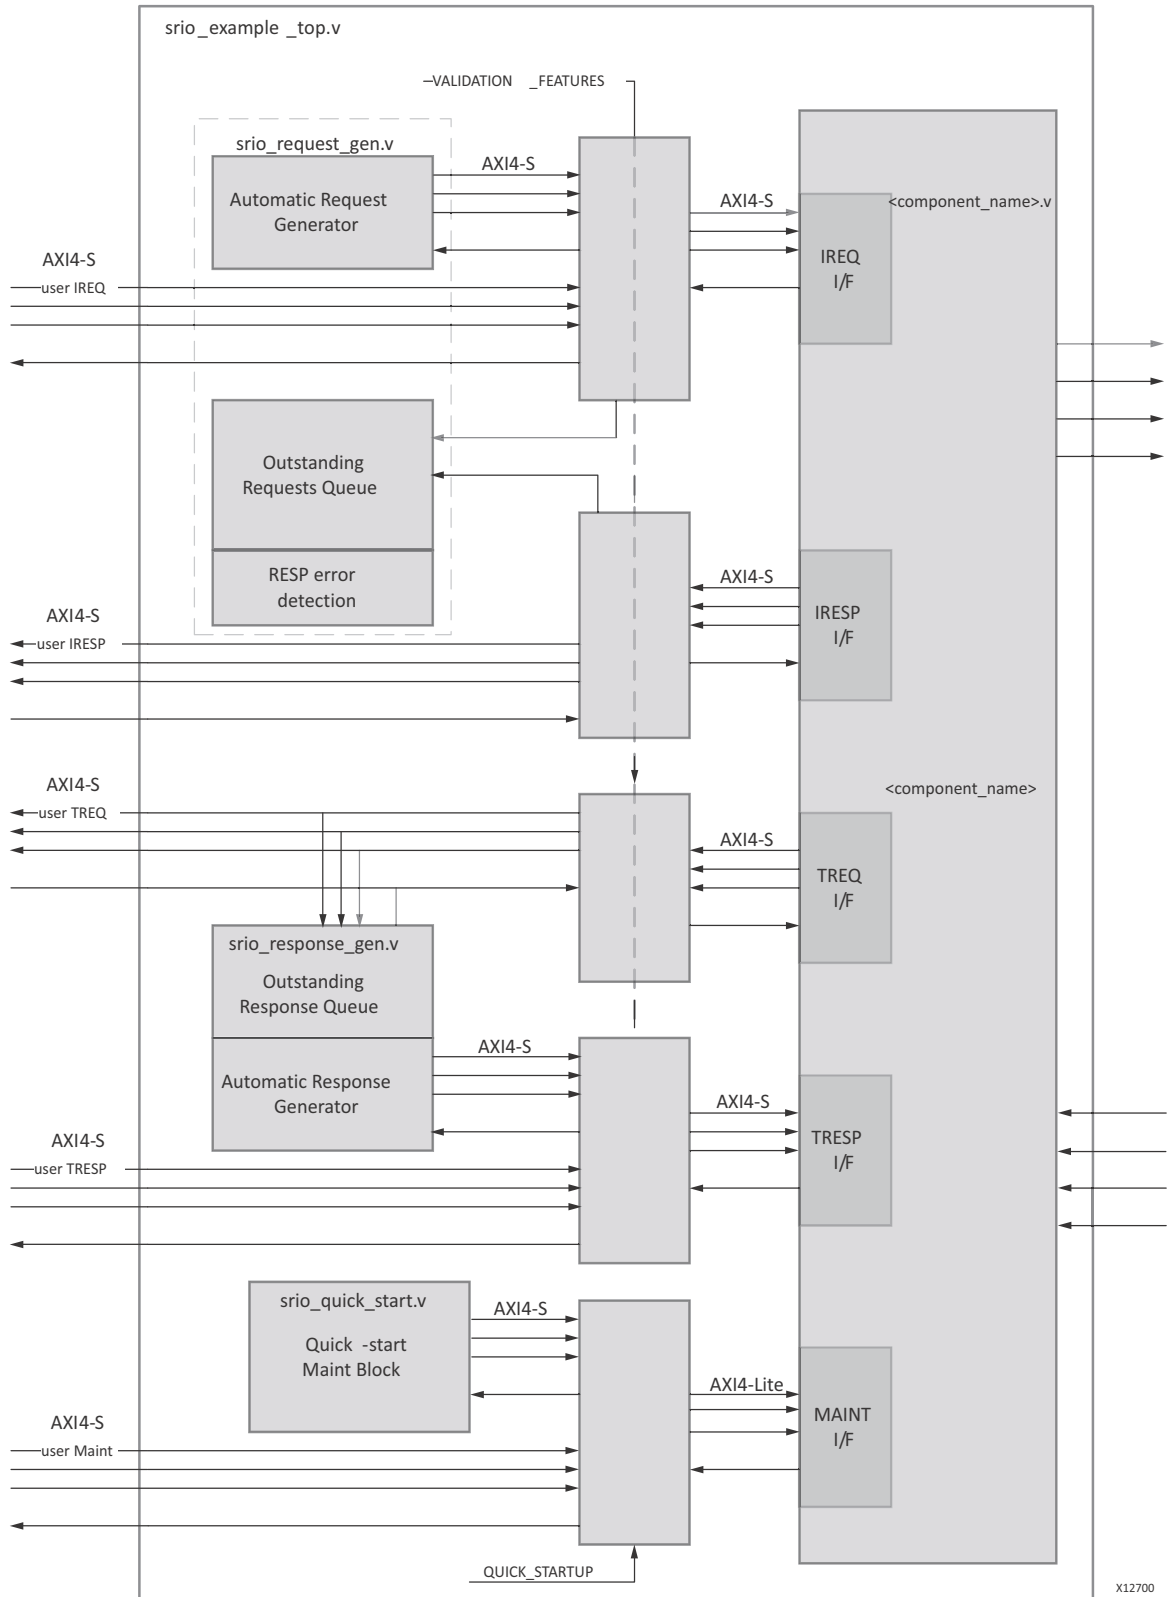 srio_example _top.v
VALIDATION _FEATURES
srio_request_gen.v
AXI4-S
Automatic Request
Generator
AXI4-S
<component_name>.v
IREQ
I/F
AXI4-S
user IREQ
Outstanding
Requests Queue
RESP error
detection
AXI4-S
IRESP
I/F
AXI4-S
user IRESP
AXI4-S
user TREQ
<component_name>
AXI4-S
TREQ
I/F
srio_response_gen.v
Outstanding
Response Queue
AXI4-S
Automatic Response
Generator
AXI4-S
TRESP
I/F
AXI4-S
user TRESP
srio_quick_start.v
AXI4-S
Quick -start
Maint Block
AXI4-Lite
MAINT
I/F
AXI4-S
user Maint
QUICK_STARTUP
X12700